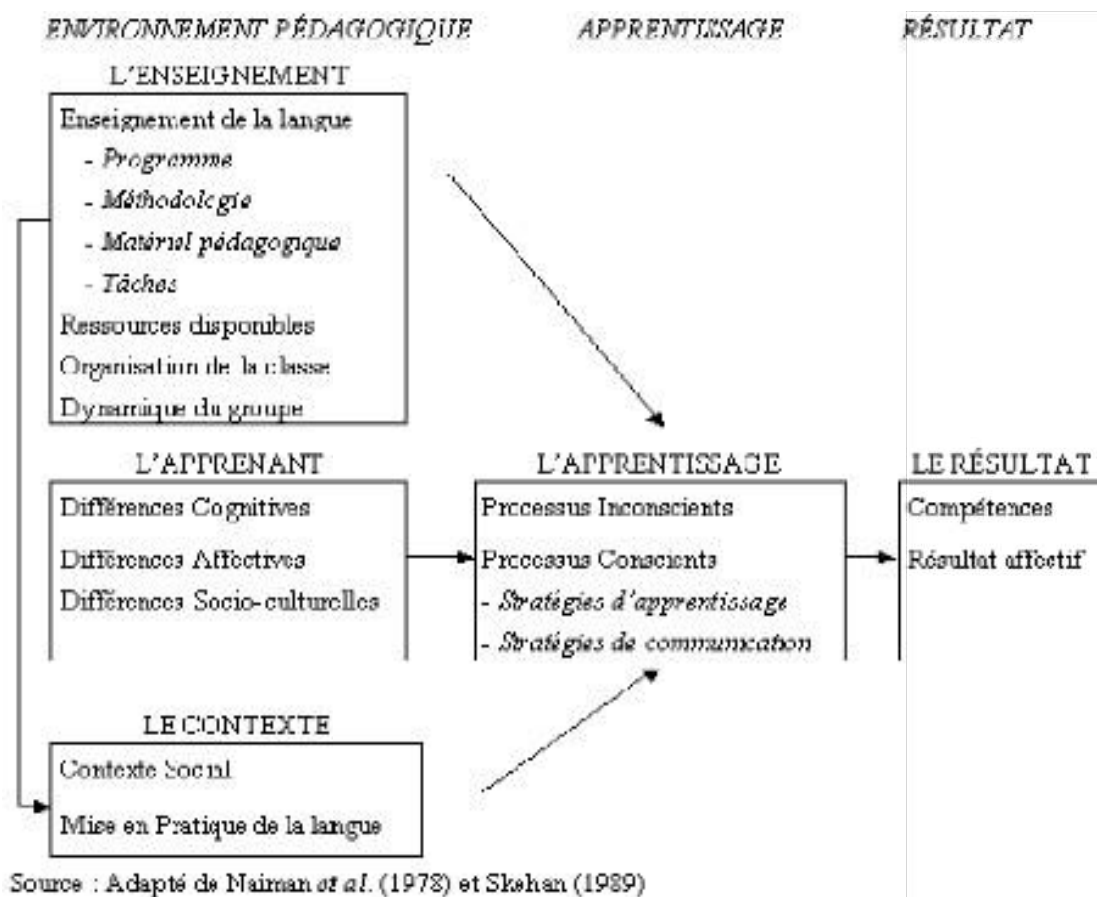 ENVIRONNEMENT PÉDAGOGIQUE APPRENTISSAGE RÉSULTAT
L'ENSEIGNEMENT
Enseignement de la langue
- Programme
- Méthodologie
- Matériel pédagogique
- Tâches
Ressources disponibles
Organisation de la classe
Dynamique du groupe
L'APPRENANT
Différences Cognitives
Différences Affectives
Différences Socio-culturelles
L'APPRENTISSAGE
Processus Inconscients
Processus Conscients
- Stratégies d'apprentissage
- Stratégies de communication
LE RÉSULTAT
Compétences
Résultat affectif
LE CONTEXTE
Contexte Social
Mise en Pratique de la langue
Source : Adapté de Naiman et al. (1978) et Skehan (1989)